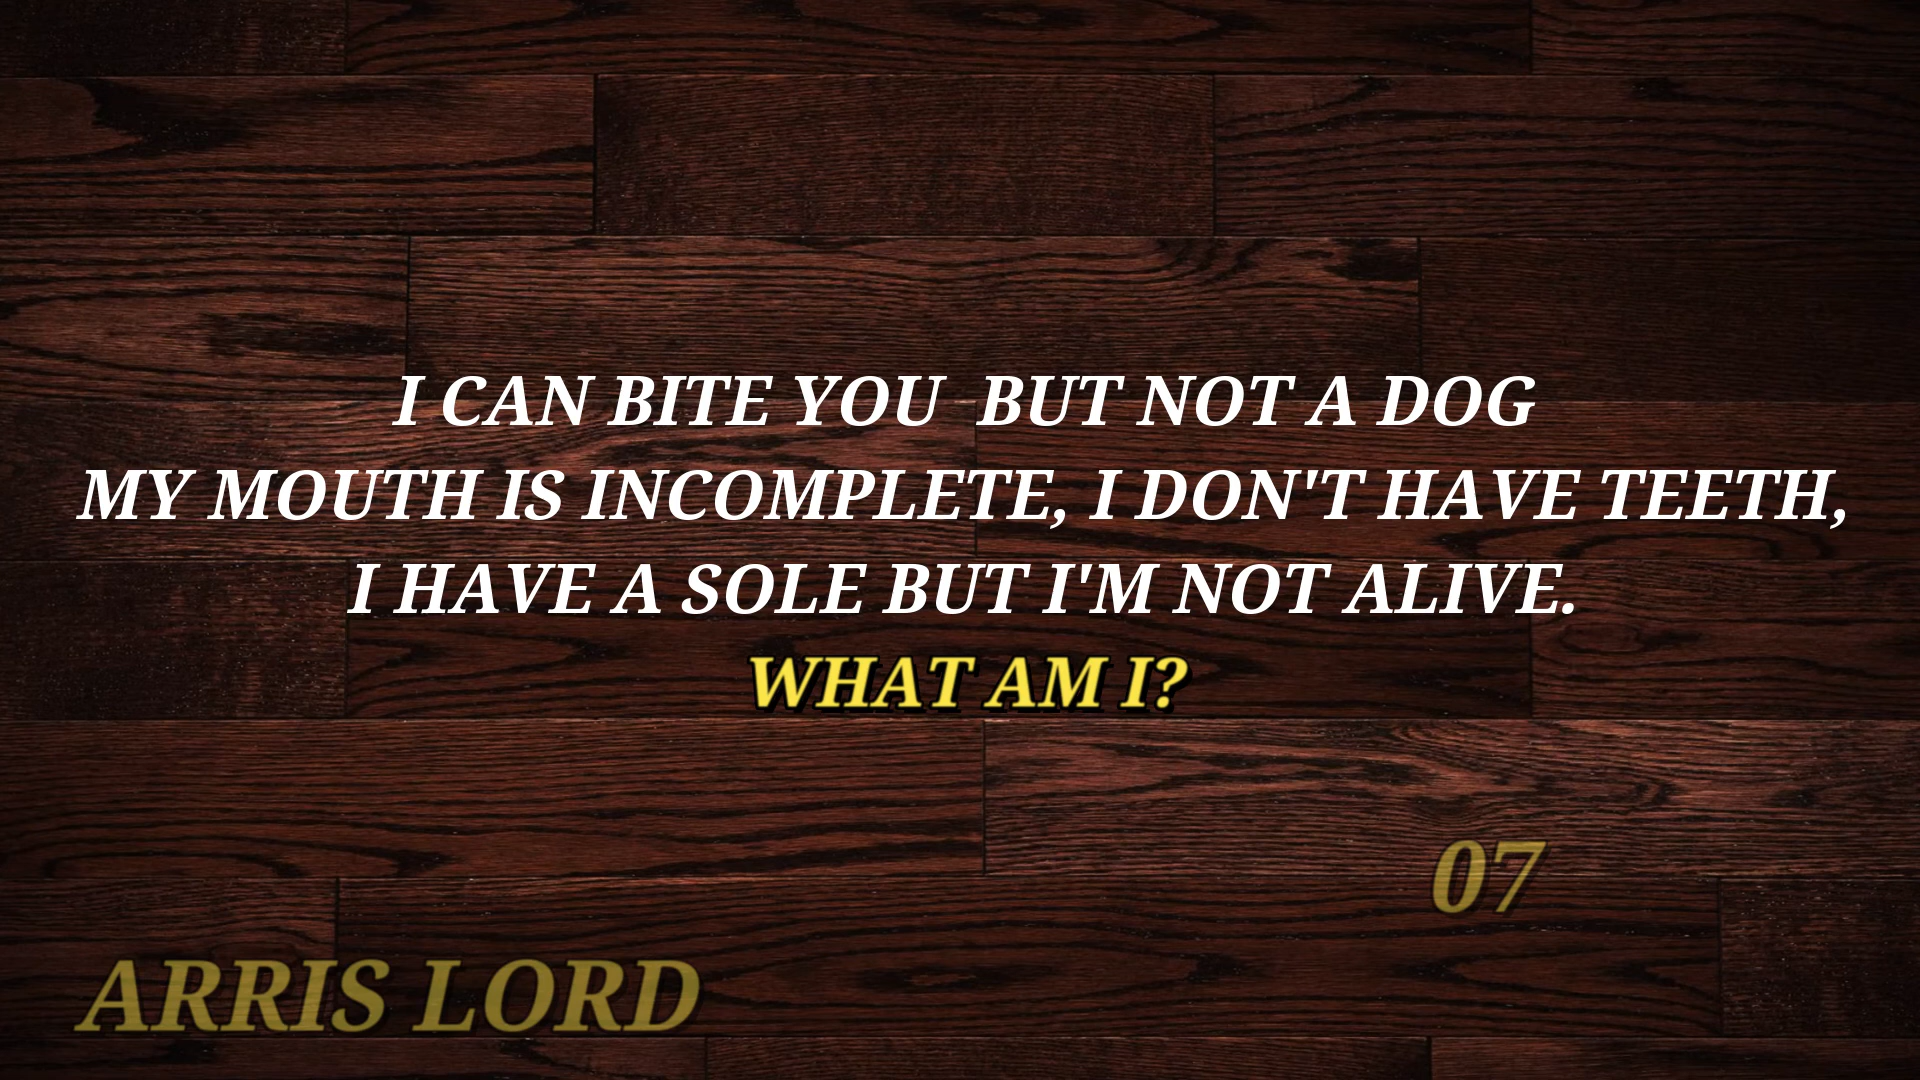 I CAN BITE YOU  BUT NOT A DOG
MY MOUTH IS INCOMPLETE, I DON'T HAVE TEETH,
I HAVE A SOLE BUT I'M NOT ALIVE.
WHAT AM I?
07
ARRIS LORD